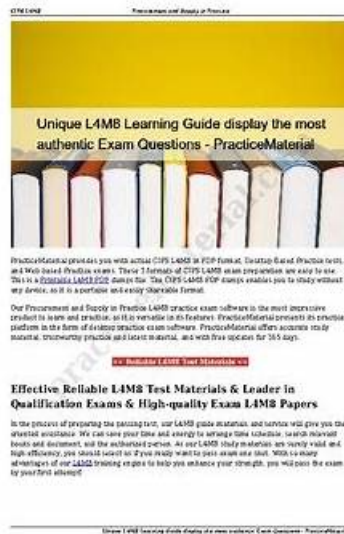 CIPS L4M8 Procurement and Supply in Practice
Unique L4M8 Learning Guide display the most
authentic Exam Questions - PracticeMaterial
PracticeMaterial provides you with actual CIPS L4M8 in PDF format, Desktop-Based Practice tests,
and Web-based Practice exams. These 3 formats of CIPS L4M8 exam preparation are easy to use.
This is a Printable L4M8 PDF dumps file. The CIPS L4M8 PDF dumps enables you to study without
any device, as it is a portable and easily shareable format.
Our Procurement and Supply in Practice L4M8 practice exam software is the most impressive
product to learn and practice, as it is versatile in its features. PracticeMaterial presents its practice
platform in the form of desktop practice exam software. PracticeMaterial offers accurate study
material, trustworthy practice and latest material, and with free updates for 365 days.
>> Reliable L4M8 Test Materials <<
Effective Reliable L4M8 Test Materials & Leader in
Qualification Exams & High-quality Exam L4M8 Papers
In the process of preparing the passing test, our L4M8 guide materials and service will give you the
oriented assistance. We can save your time and energy to arrange time schedule, search relevant
books and document, ask the authorized person. As our L4M8 study materials are surely valid and
high-efficiency, you should select us if you really want to pass exam one shot. With so many
advantages of our L4M8 training engine to help you enhance your strength, you will pass the exam
by your first attempt!
Unique L4M8 Learning Guide display the most authentic Exam Questions - PracticeMaterial